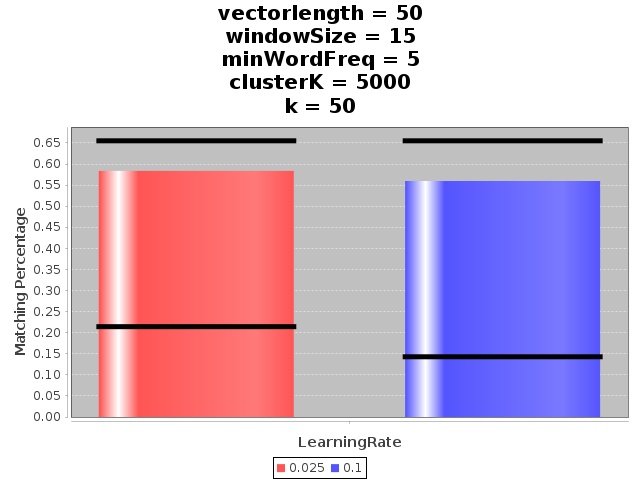 vectorlength = 50
windowSize = 15
minWordFreq = 5
clusterK = 5000
k = 50
Matching Percentage
0.65
0.60
0.55
0.50
0.45
0.40
0.35
0.30
0.25
0.20
0.15
0.10
0.05
0.00
LearningRate
0.025 0.1